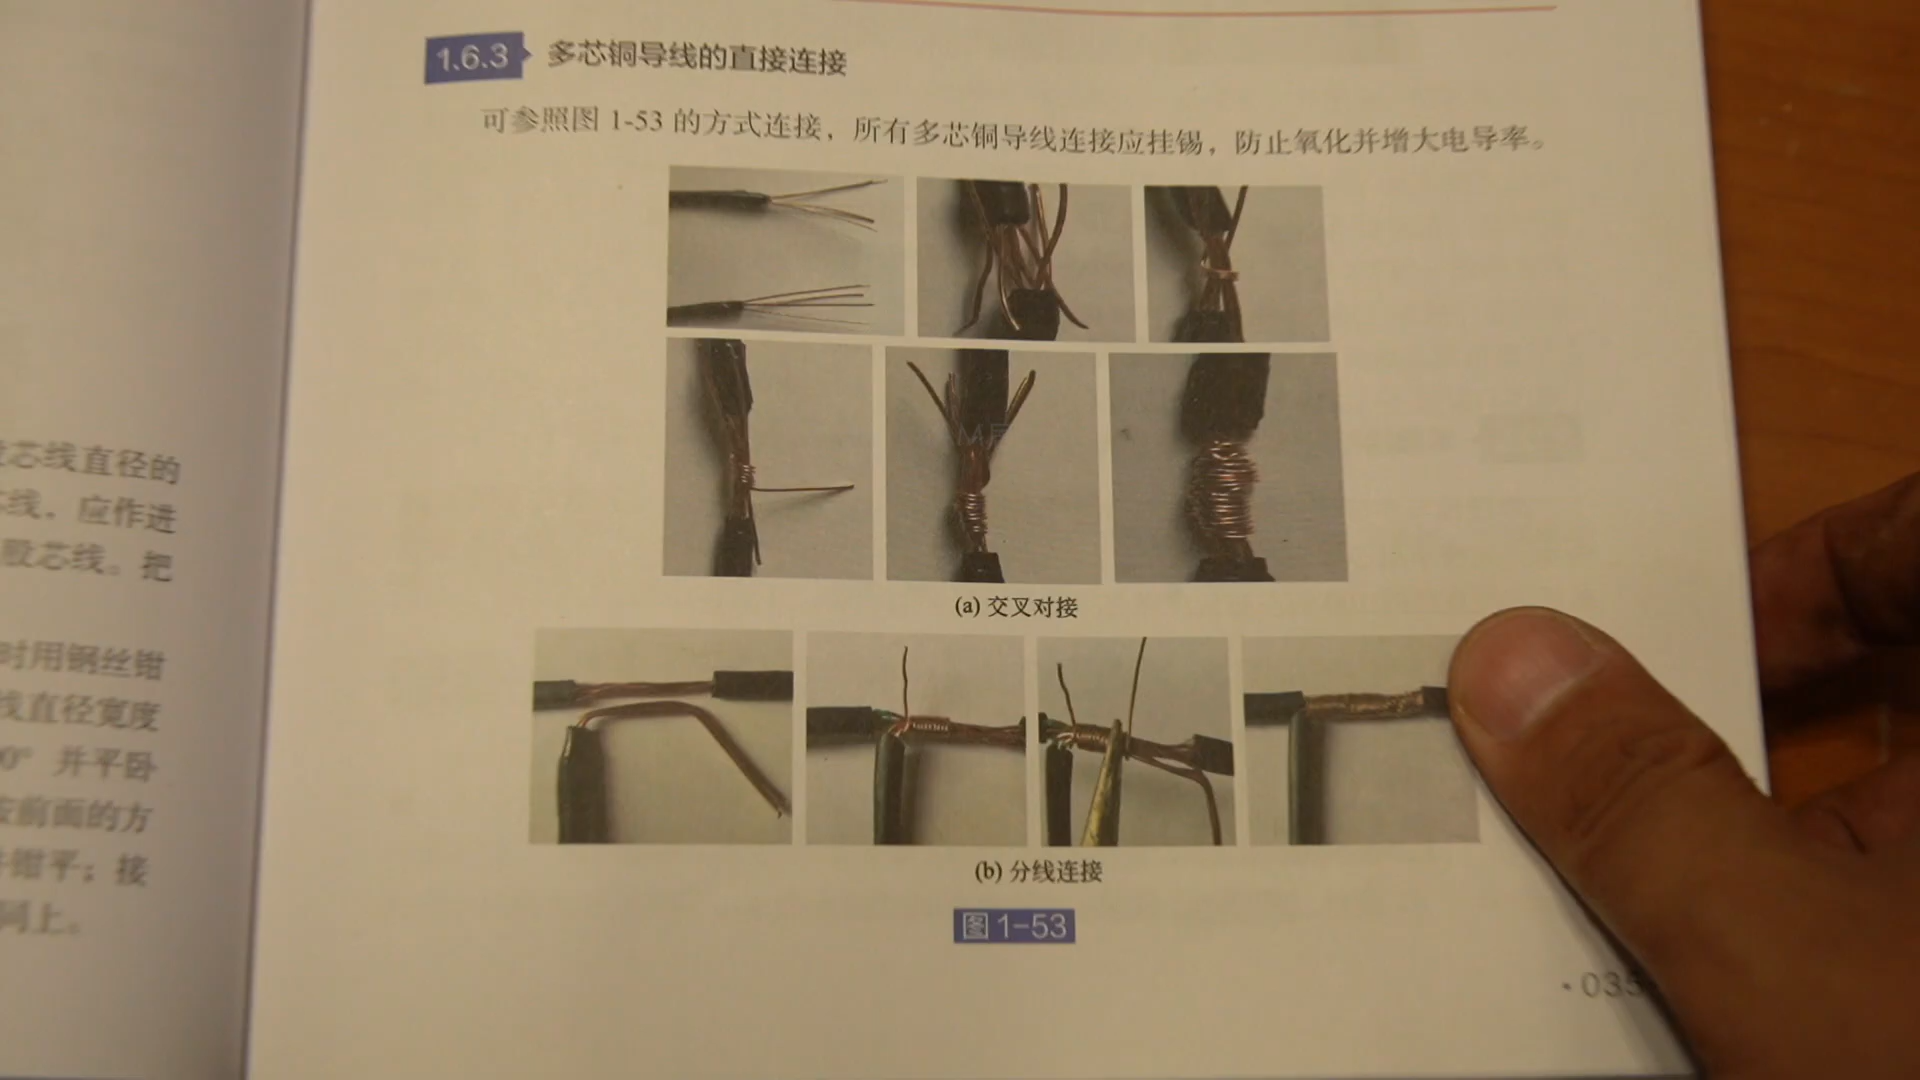 1.6.3 多芯铜导线的直接连接
可参照图 1-53 的方式连接，所有多芯铜导线连接应挂锡，防止氧化并增大电导率。
(a) 交叉对接
(b) 分线连接
图 1-53
芯线直径的
线，应作进
股芯线。把
时用钢丝钳
线直径宽度
0° 并平卧
前面的方
钳平；接
同上。